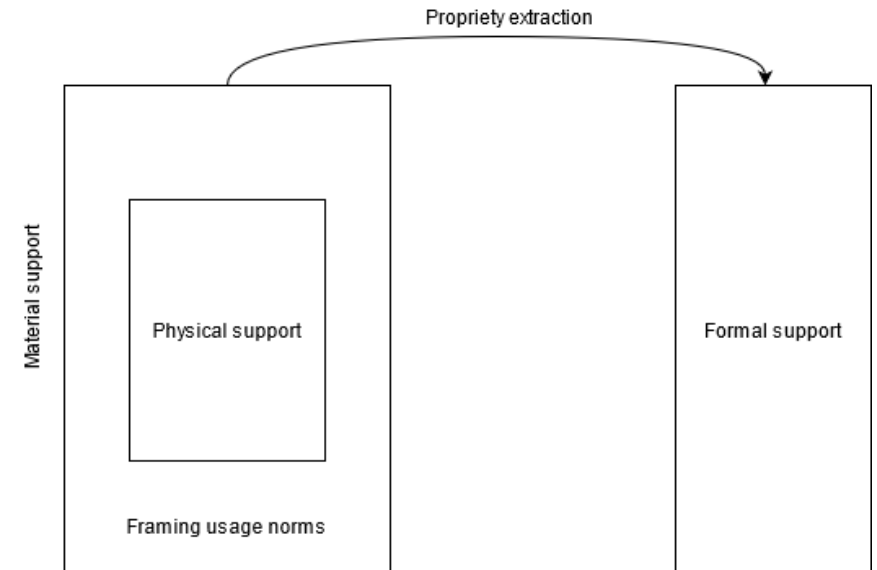 Propriety extraction
Material support
Physical support
Framing usage norms
Formal support